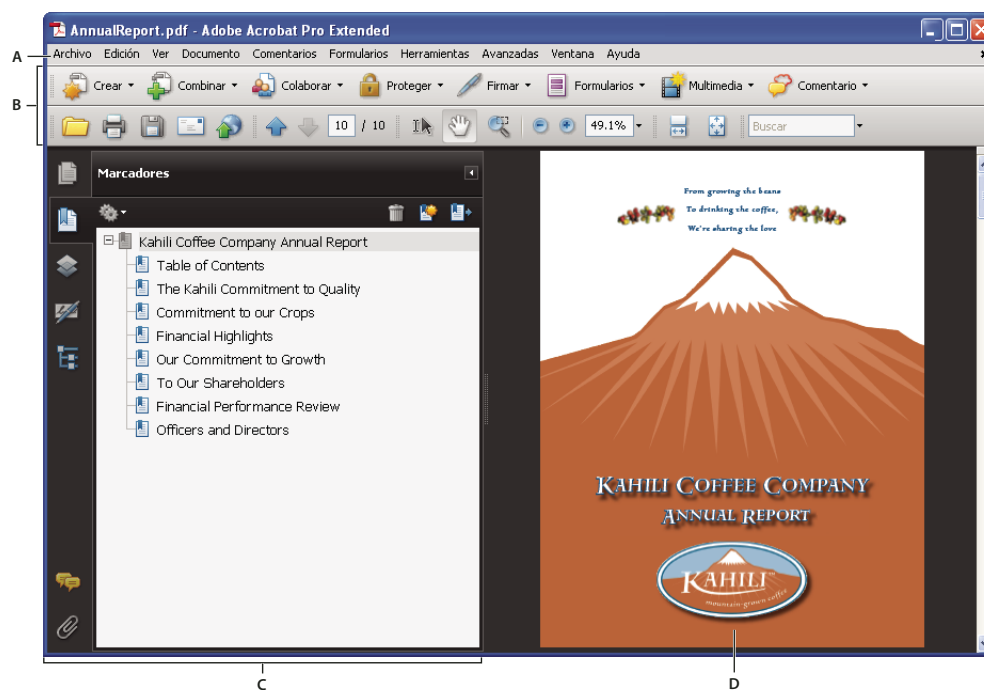 AnnualReport.pdf - Adobe Acrobat Pro Extended
A
Archivo Edición Ver Documento Comentarios Formularios Herramientas Avanzadas Ventana Ayuda
B
Crear Combinar Colaborar Proteger Firmar Formularios Multimedia Comentario
10 / 10 49.1% Buscar
Marcadores
Kahili Coffee Company Annual Report
Table of Contents
The Kahili Commitment to Quality
Commitment to our Crops
Financial Highlights
Our Commitment to Growth
To Our Shareholders
Financial Performance Review
Officers and Directors
From growing the beans
To drinking the coffee,
We're sharing the love
KAHILI COFFEE COMPANY
ANNUAL REPORT
KAHILI™
mountain-grown coffee
C
D